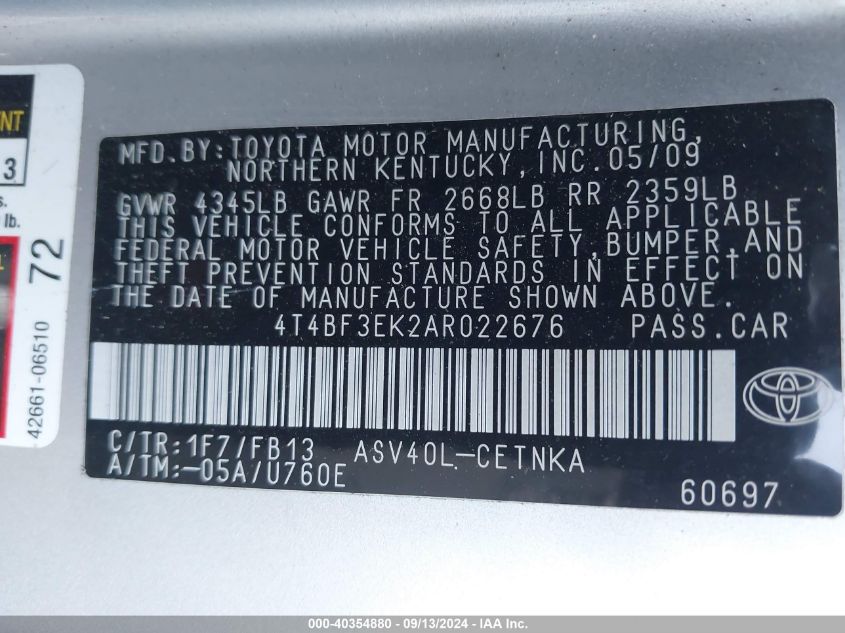 NT
3
s.
lb.
72
42661-06510
MFD.BY:TOYOTA MOTOR MANUFACTURING,
NORTHERN KENTUCKY,INC.05/09
GVWR 4345LB GAWR FR 2668LB RR 2359LB
THIS VEHICLE CONFORMS TO ALL APPLICABLE
FEDERAL MOTOR VEHICLE SAFETY,BUMPER,AND
THEFT PREVENTION STANDARDS IN EFFECT ON
THE DATE OF MANUFACTURE SHOWN ABOVE.
4T4BF3EK2AR022676 PASS.CAR
C/TR:1F7/FB13 ASV40L-CETNKA
A/TM:-05A/U760E
60697
000-40354880 - 09/13/2024 - IAA Inc.